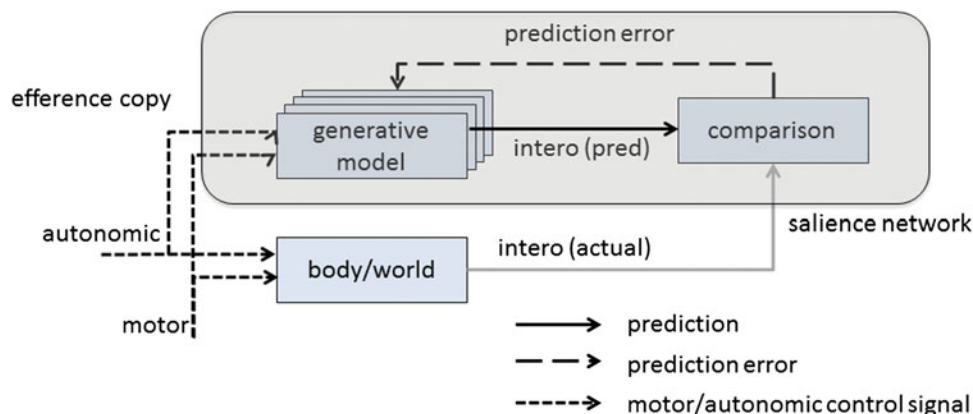 prediction error
efference copy
generative
model
intero (pred)
comparison
salience network
autonomic
body/world
intero (actual)
motor
prediction
prediction error
motor/autonomic control signal